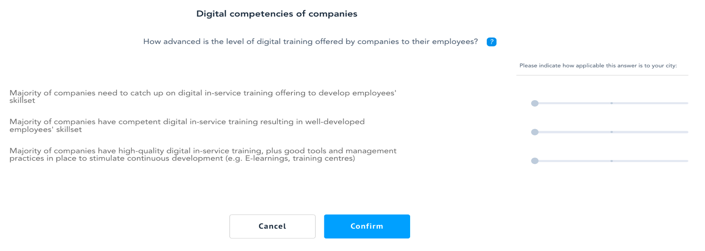 Digital competencies of companies
How advanced is the level of digital training offered by companies to their employees? ?
Please indicate how applicable this answer is to your city:
Majority of companies need to catch up on digital in-service training offering to develop employees'
skillset
Majority of companies have competent digital in-service training resulting in well-developed
employees' skillset
Majority of companies have high-quality digital in-service training, plus good tools and management
practices in place to stimulate continuous development (e.g. E-learnings, training centres)
Cancel Confirm